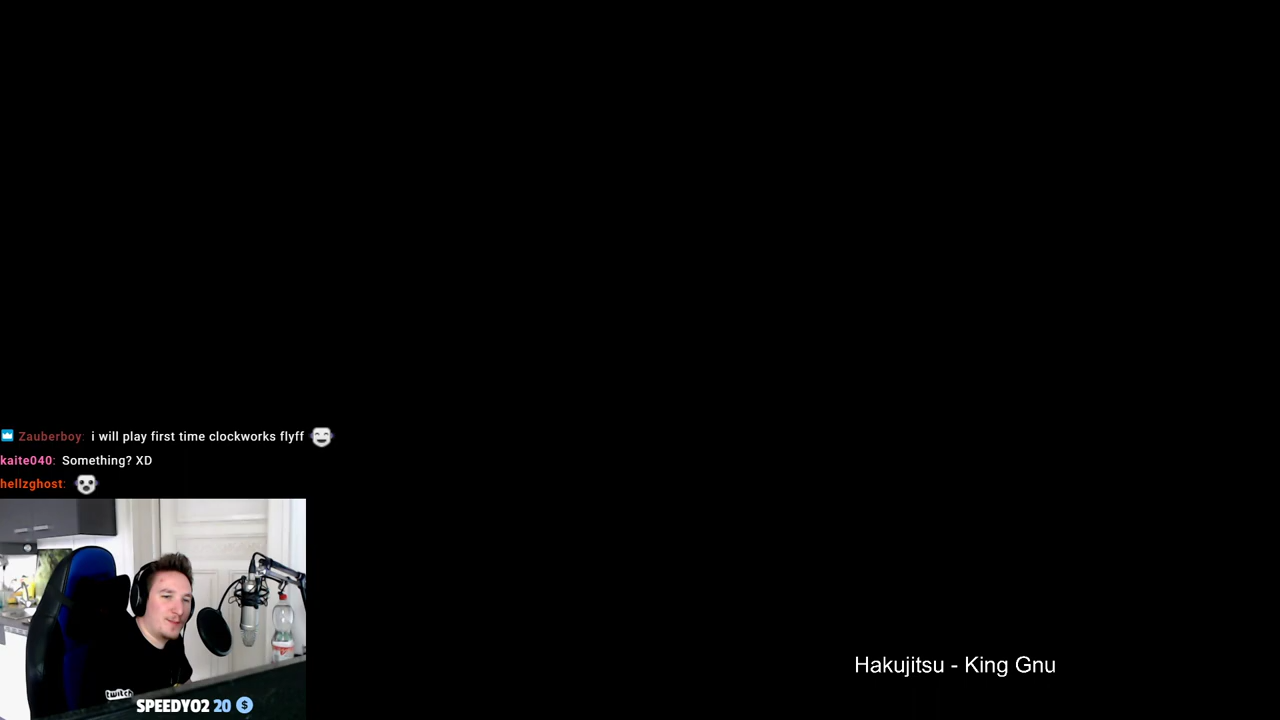 Zauberboy: i will play first time clockworks flyff
kaite040: Something? XD
hellzghost:
twitch
SPEEDYO2 20
Hakujitsu - King Gnu